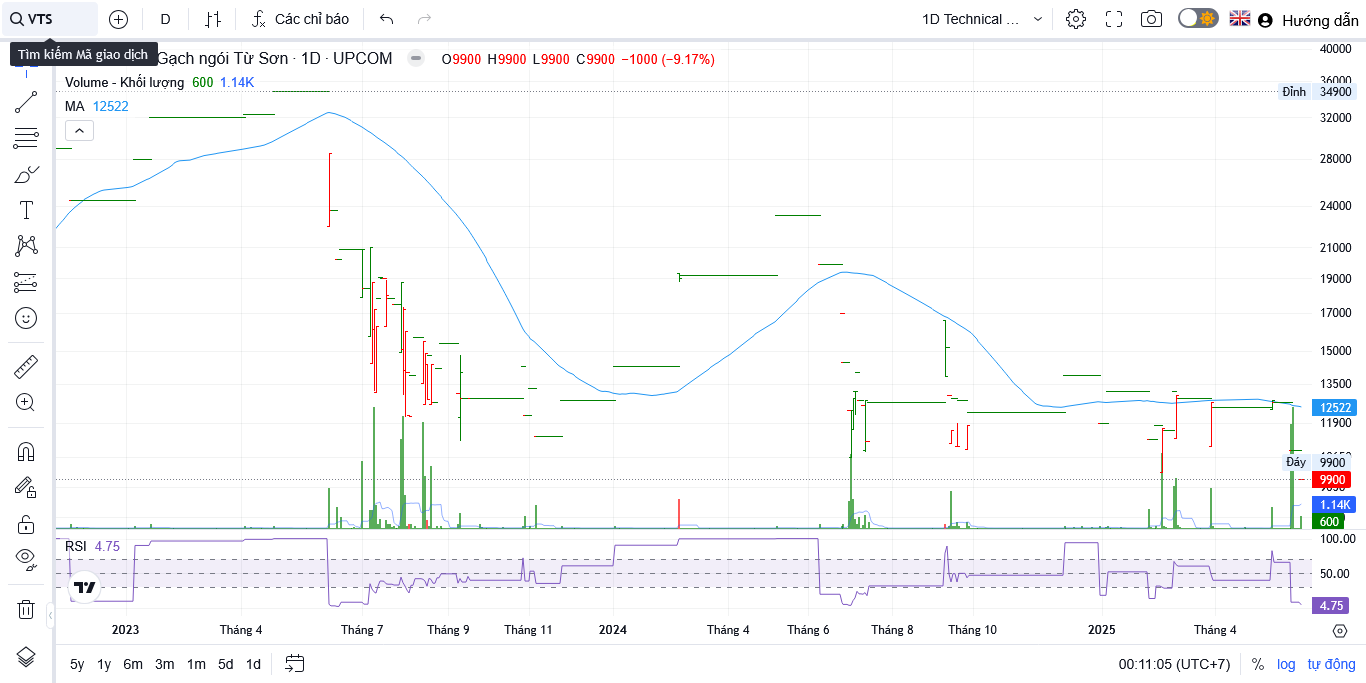 VTS D Các chỉ báo 1D Technical ... Hướng dẫn
Tìm kiếm Mã giao dịch
Gạch ngói Từ Sơn · 1D · UPCOM O9900 H9900 L9900 C9900 −1000 (−9.17%)
Volume - Khối lượng 600 1.14K
MA 12522
40000
36000
Đỉnh 34900
32000
28000
24000
21000
19000
17000
15000
13500
12522
11900
Đáy 9900
9900
1.14K
600
RSI 4.75
100.00
50.00
4.75
2023 Tháng 4 Tháng 7 Tháng 9 Tháng 11 2024 Tháng 4 Tháng 6 Tháng 8 Tháng 10 2025 Tháng 4
5y 1y 6m 3m 1m 5d 1d 00:11:05 (UTC+7) % log tự động